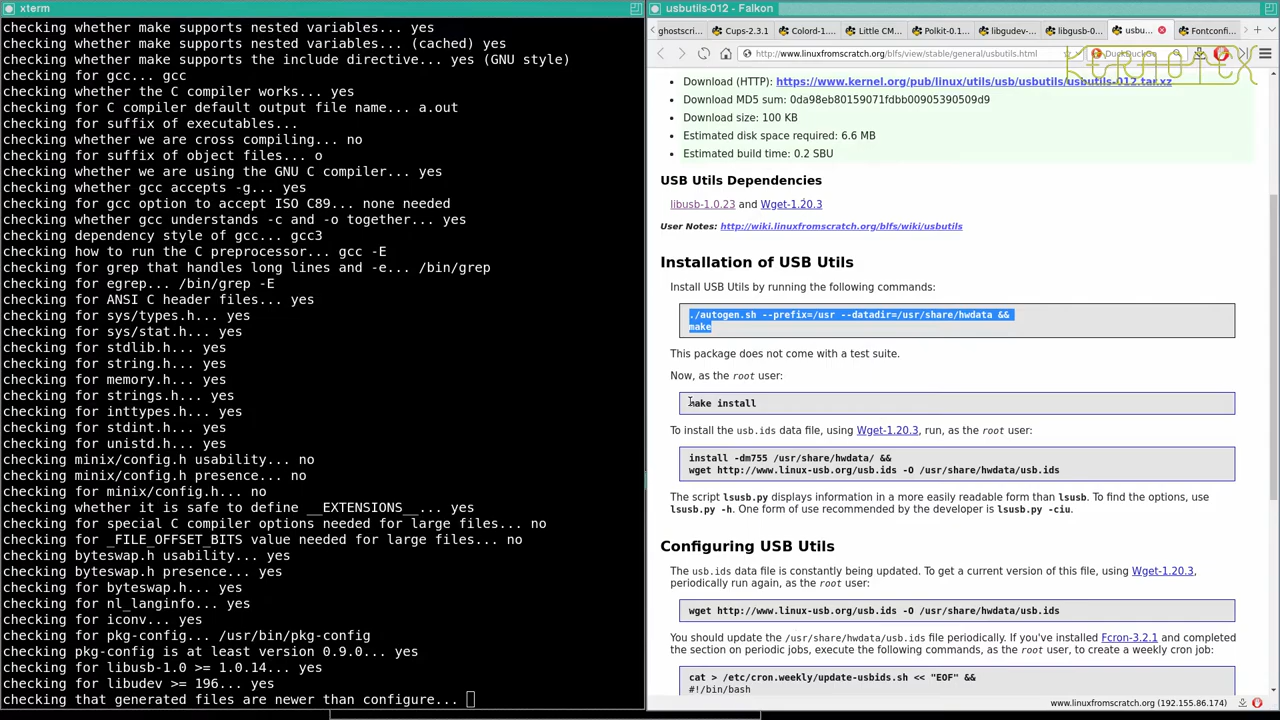 xterm
checking whether make supports nested variables... yes
checking whether make supports nested variables... (cached) yes
checking whether make supports the include directive... yes (GNU style)
checking for gcc... gcc
checking whether the C compiler works... yes
checking for C compiler default output file name... a.out
checking for suffix of executables...
checking whether we are cross compiling... no
checking for suffix of object files... o
checking whether we are using the GNU C compiler... yes
checking whether gcc accepts -g... yes
checking for gcc option to accept ISO C89... none needed
checking whether gcc understands -c and -o together... yes
checking dependency style of gcc... gcc3
checking how to run the C preprocessor... gcc -E
checking for grep that handles long lines and -e... /bin/grep
checking for egrep... /bin/grep -E
checking for ANSI C header files... yes
checking for sys/types.h... yes
checking for sys/stat.h... yes
checking for stdlib.h... yes
checking for string.h... yes
checking for memory.h... yes
checking for strings.h... yes
checking for inttypes.h... yes
checking for stdint.h... yes
checking for unistd.h... yes
checking minix/config.h usability... no
checking minix/config.h presence... no
checking for minix/config.h... no
checking whether it is safe to define __EXTENSIONS__... yes
checking for special C compiler options needed for large files... no
checking for _FILE_OFFSET_BITS value needed for large files... no
checking byteswap.h usability... yes
checking byteswap.h presence... yes
checking for byteswap.h... yes
checking for nl_langinfo... yes
checking for iconv... yes
checking for pkg-config... /usr/bin/pkg-config
checking pkg-config is at least version 0.9.0... yes
checking for libusb-1.0 >= 1.0.14... yes
checking for libudev >= 196... yes
checking that generated files are newer than configure...
usbutils-012 - Falkon
ghostscrip Cups-2.3.1 Colord-1.4. Little CMS Polkit-0.1 libgudev- libgusb-0. usbu... Fontconfi
http://www.linuxfromscratch.org/blfs/view/stable/general/usbutils.html DuckDuckGo
KERNOTEX
Download (HTTP): https://www.kernel.org/pub/linux/utils/usb/usbutils/usbutils-012.tar.xz
Download MD5 sum: 0da98eb80159071fdbb00905390509d9
Download size: 100 KB
Estimated disk space required: 6.6 MB
Estimated build time: 0.2 SBU
USB Utils Dependencies
libusb-1.0.23 and Wget-1.20.3
User Notes: http://wiki.linuxfromscratch.org/blfs/wiki/usbutils
Installation of USB Utils
Install USB Utils by running the following commands:
./autogen.sh --prefix=/usr --datadir=/usr/share/hwdata &&
make
This package does not come with a test suite.
Now, as the root user:
make install
To install the usb.ids data file, using Wget-1.20.3, run, as the root user:
install -dm755 /usr/share/hwdata/ &&
wget http://www.linux-usb.org/usb.ids -O /usr/share/hwdata/usb.ids
The script lsusb.py displays information in a more easily readable form than lsusb. To find the options, use
lsusb.py -h. One form of use recommended by the developer is lsusb.py -ciu.
Configuring USB Utils
The usb.ids data file is constantly being updated. To get a current version of this file, using Wget-1.20.3,
periodically run again, as the root user:
wget http://www.linux-usb.org/usb.ids -O /usr/share/hwdata/usb.ids
You should update the /usr/share/hwdata/usb.ids file periodically. If you've installed Fcron-3.2.1 and completed
the section on periodic jobs, execute the following commands, as the root user, to create a weekly cron job:
cat > /etc/cron.weekly/update-usbids.sh << "EOF" &&
#!/bin/bash
www.linuxfromscratch.org (192.155.86.174)